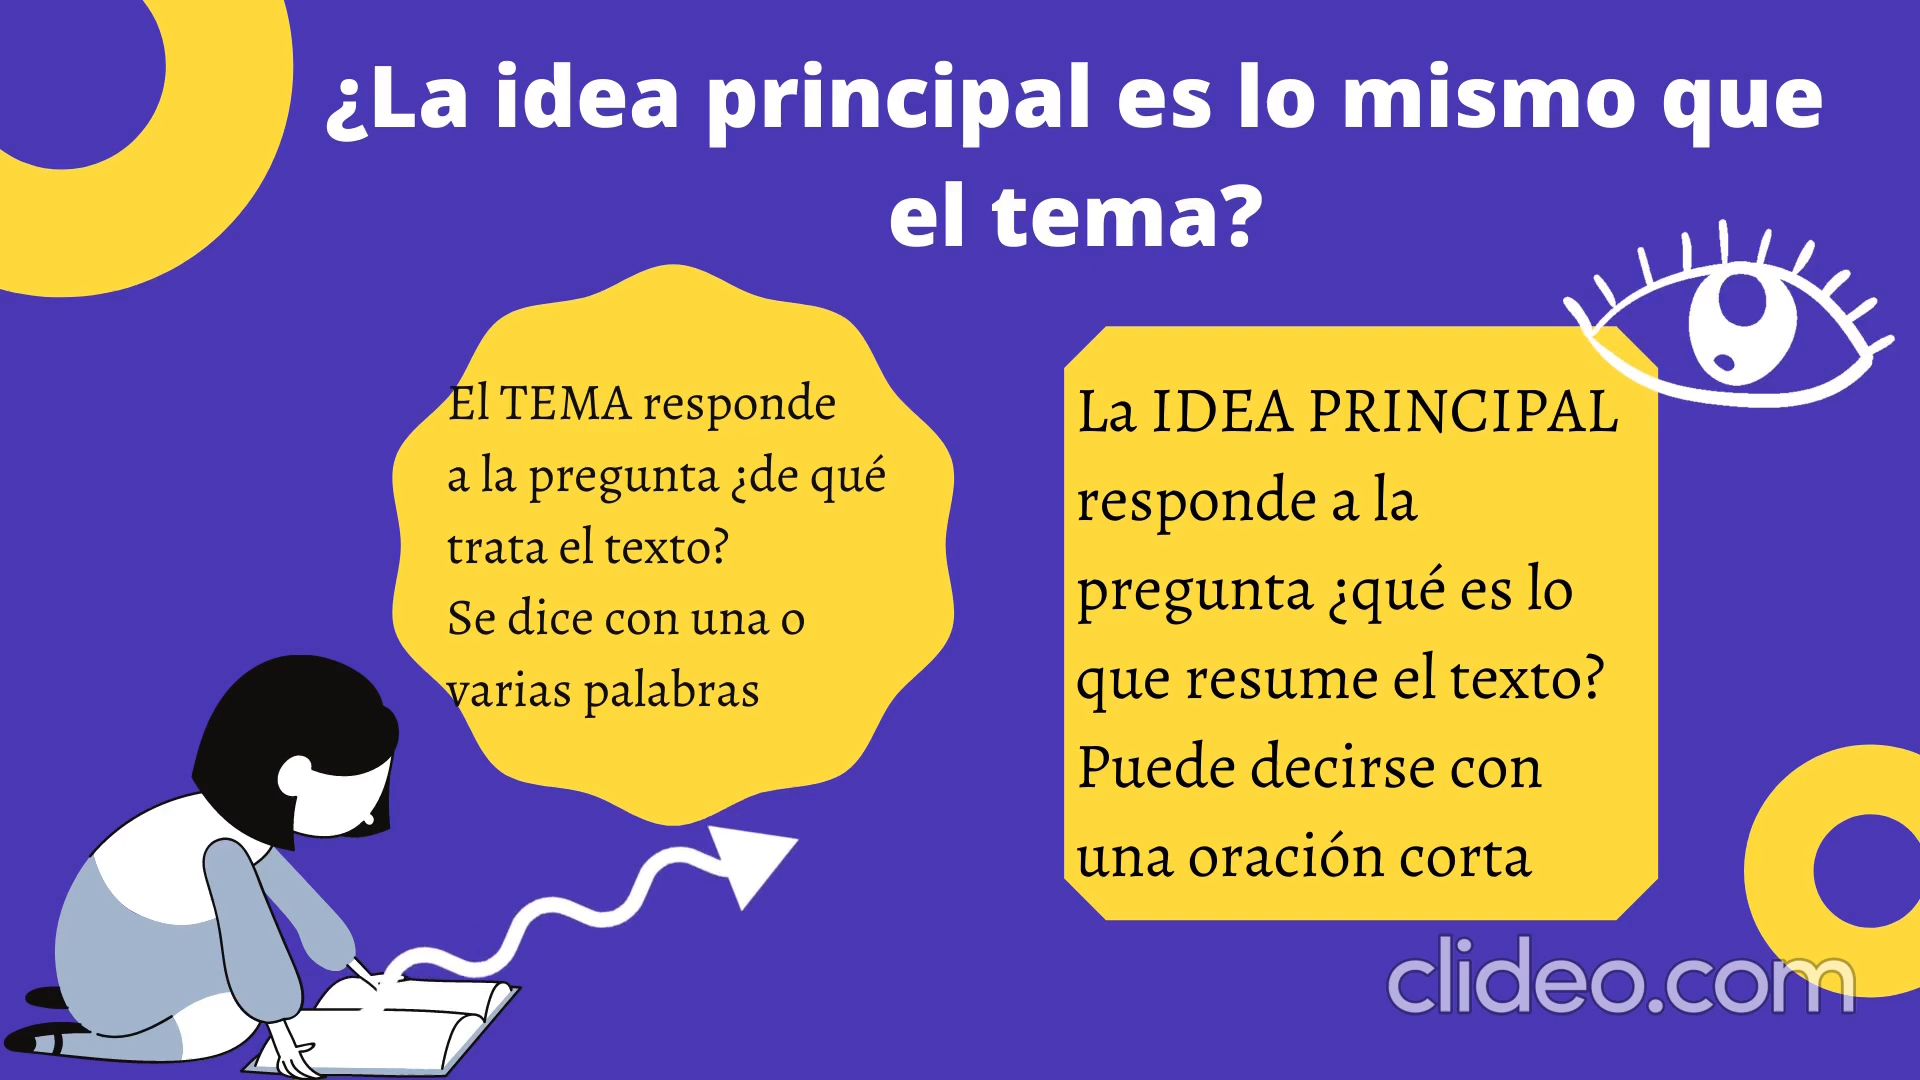 ¿La idea principal es lo mismo que
el tema?
El TEMA responde
a la pregunta ¿de qué
trata el texto?
Se dice con una o
varias palabras
La IDEA PRINCIPAL
responde a la
pregunta ¿qué es lo
que resume el texto?
Puede decirse con
una oración corta
clideo.com